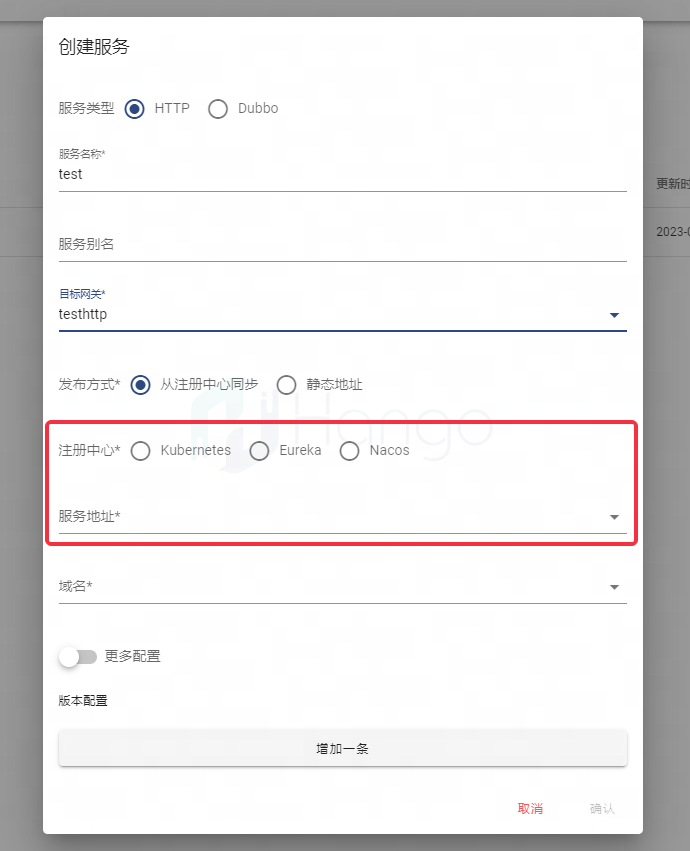 创建服务
服务类型 HTTP Dubbo
服务名称*
test
更新时
服务别名
2023-0
目标网关*
testhttp
发布方式* 从注册中心同步 静态地址
Hango
注册中心* Kubernetes Eureka Nacos
服务地址*
域名*
更多配置
版本配置
增加一条
取消 确认